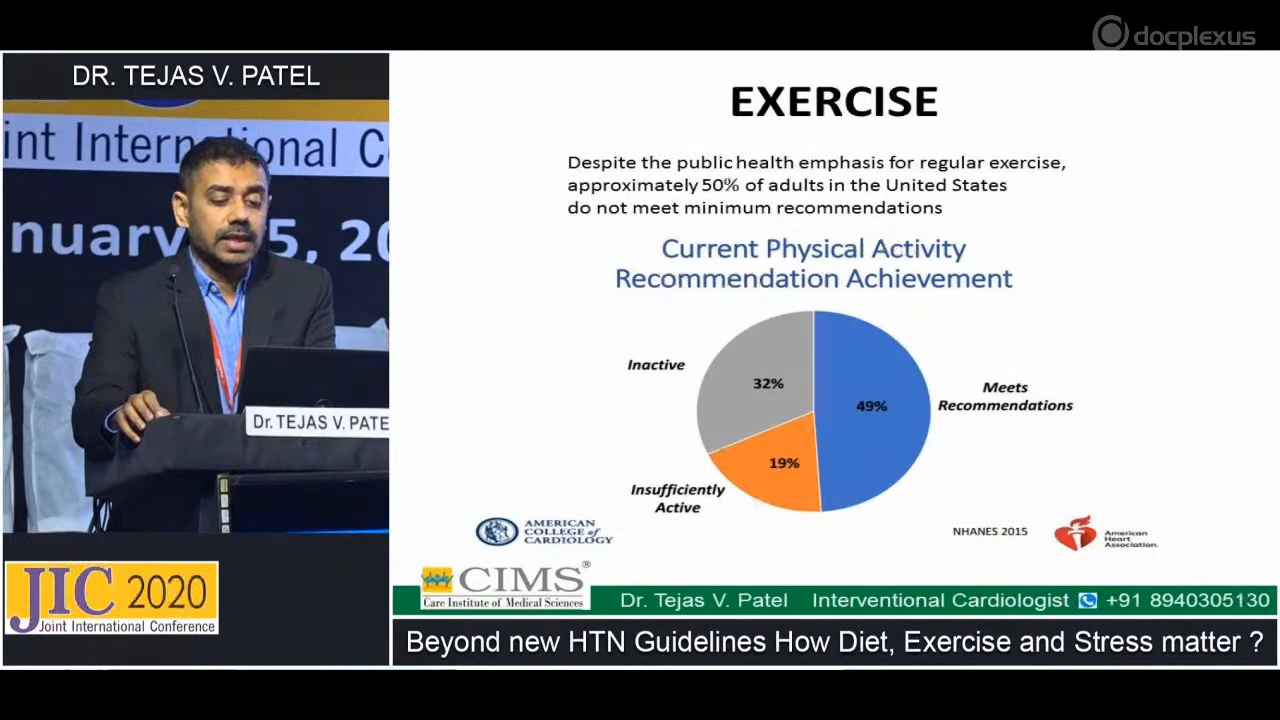 docplexus
DR. TEJAS V. PATEL
int International C
nuary 5, 20
Dr. TEJAS V. PATE
JIC 2020
Joint International Conference
EXERCISE
Despite the public health emphasis for regular exercise,
approximately 50% of adults in the United States
do not meet minimum recommendations
Current Physical Activity
Recommendation Achievement
Inactive
32%
49%
Meets
Recommendations
19%
Insufficiently
Active
AMERICAN
COLLEGE of
CARDIOLOGY
NHANES 2015
American
Heart
Association.
CIMS®
Care Institute of Medical Sciences
Dr. Tejas V. Patel Interventional Cardiologist +91 8940305130
Beyond new HTN Guidelines How Diet, Exercise and Stress matter ?